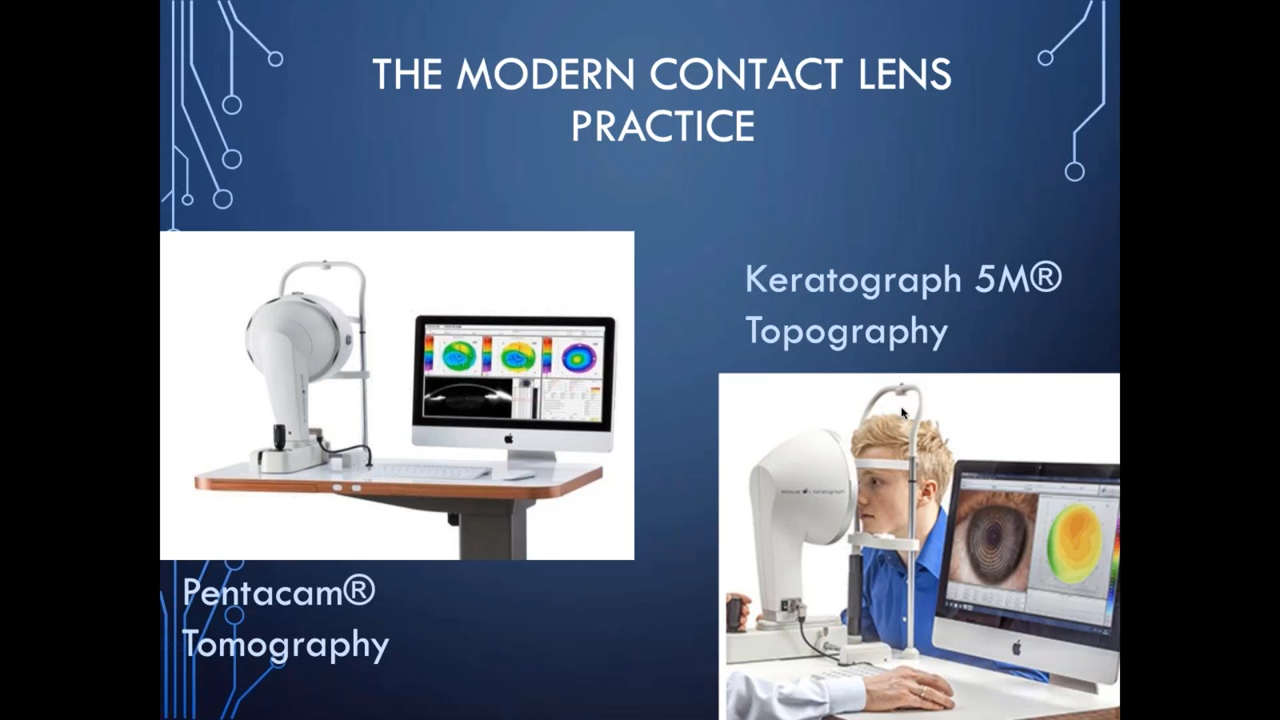 THE MODERN CONTACT LENS
PRACTICE
Keratograph 5M®
Topography
Pentacam®
Tomography